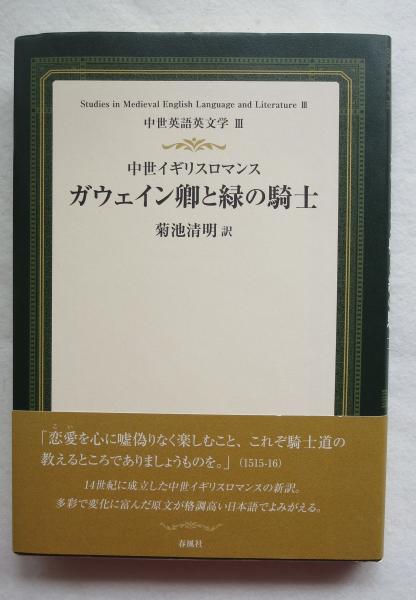 Studies in Medieval English Language and Literature Ⅲ
中世英語英文学 Ⅲ
中世イギリスロマンス
ガウェイン卿と緑の騎士
菊池清明 訳
こい
「恋愛を心に嘘偽りなく楽しむこと、これぞ騎士道の
教えるところでありましょうものを。」(1515-16)
14世紀に成立した中世イギリスロマンスの新訳。
多彩で変化に富んだ原文が格調高い日本語でよみがえる。
春風社